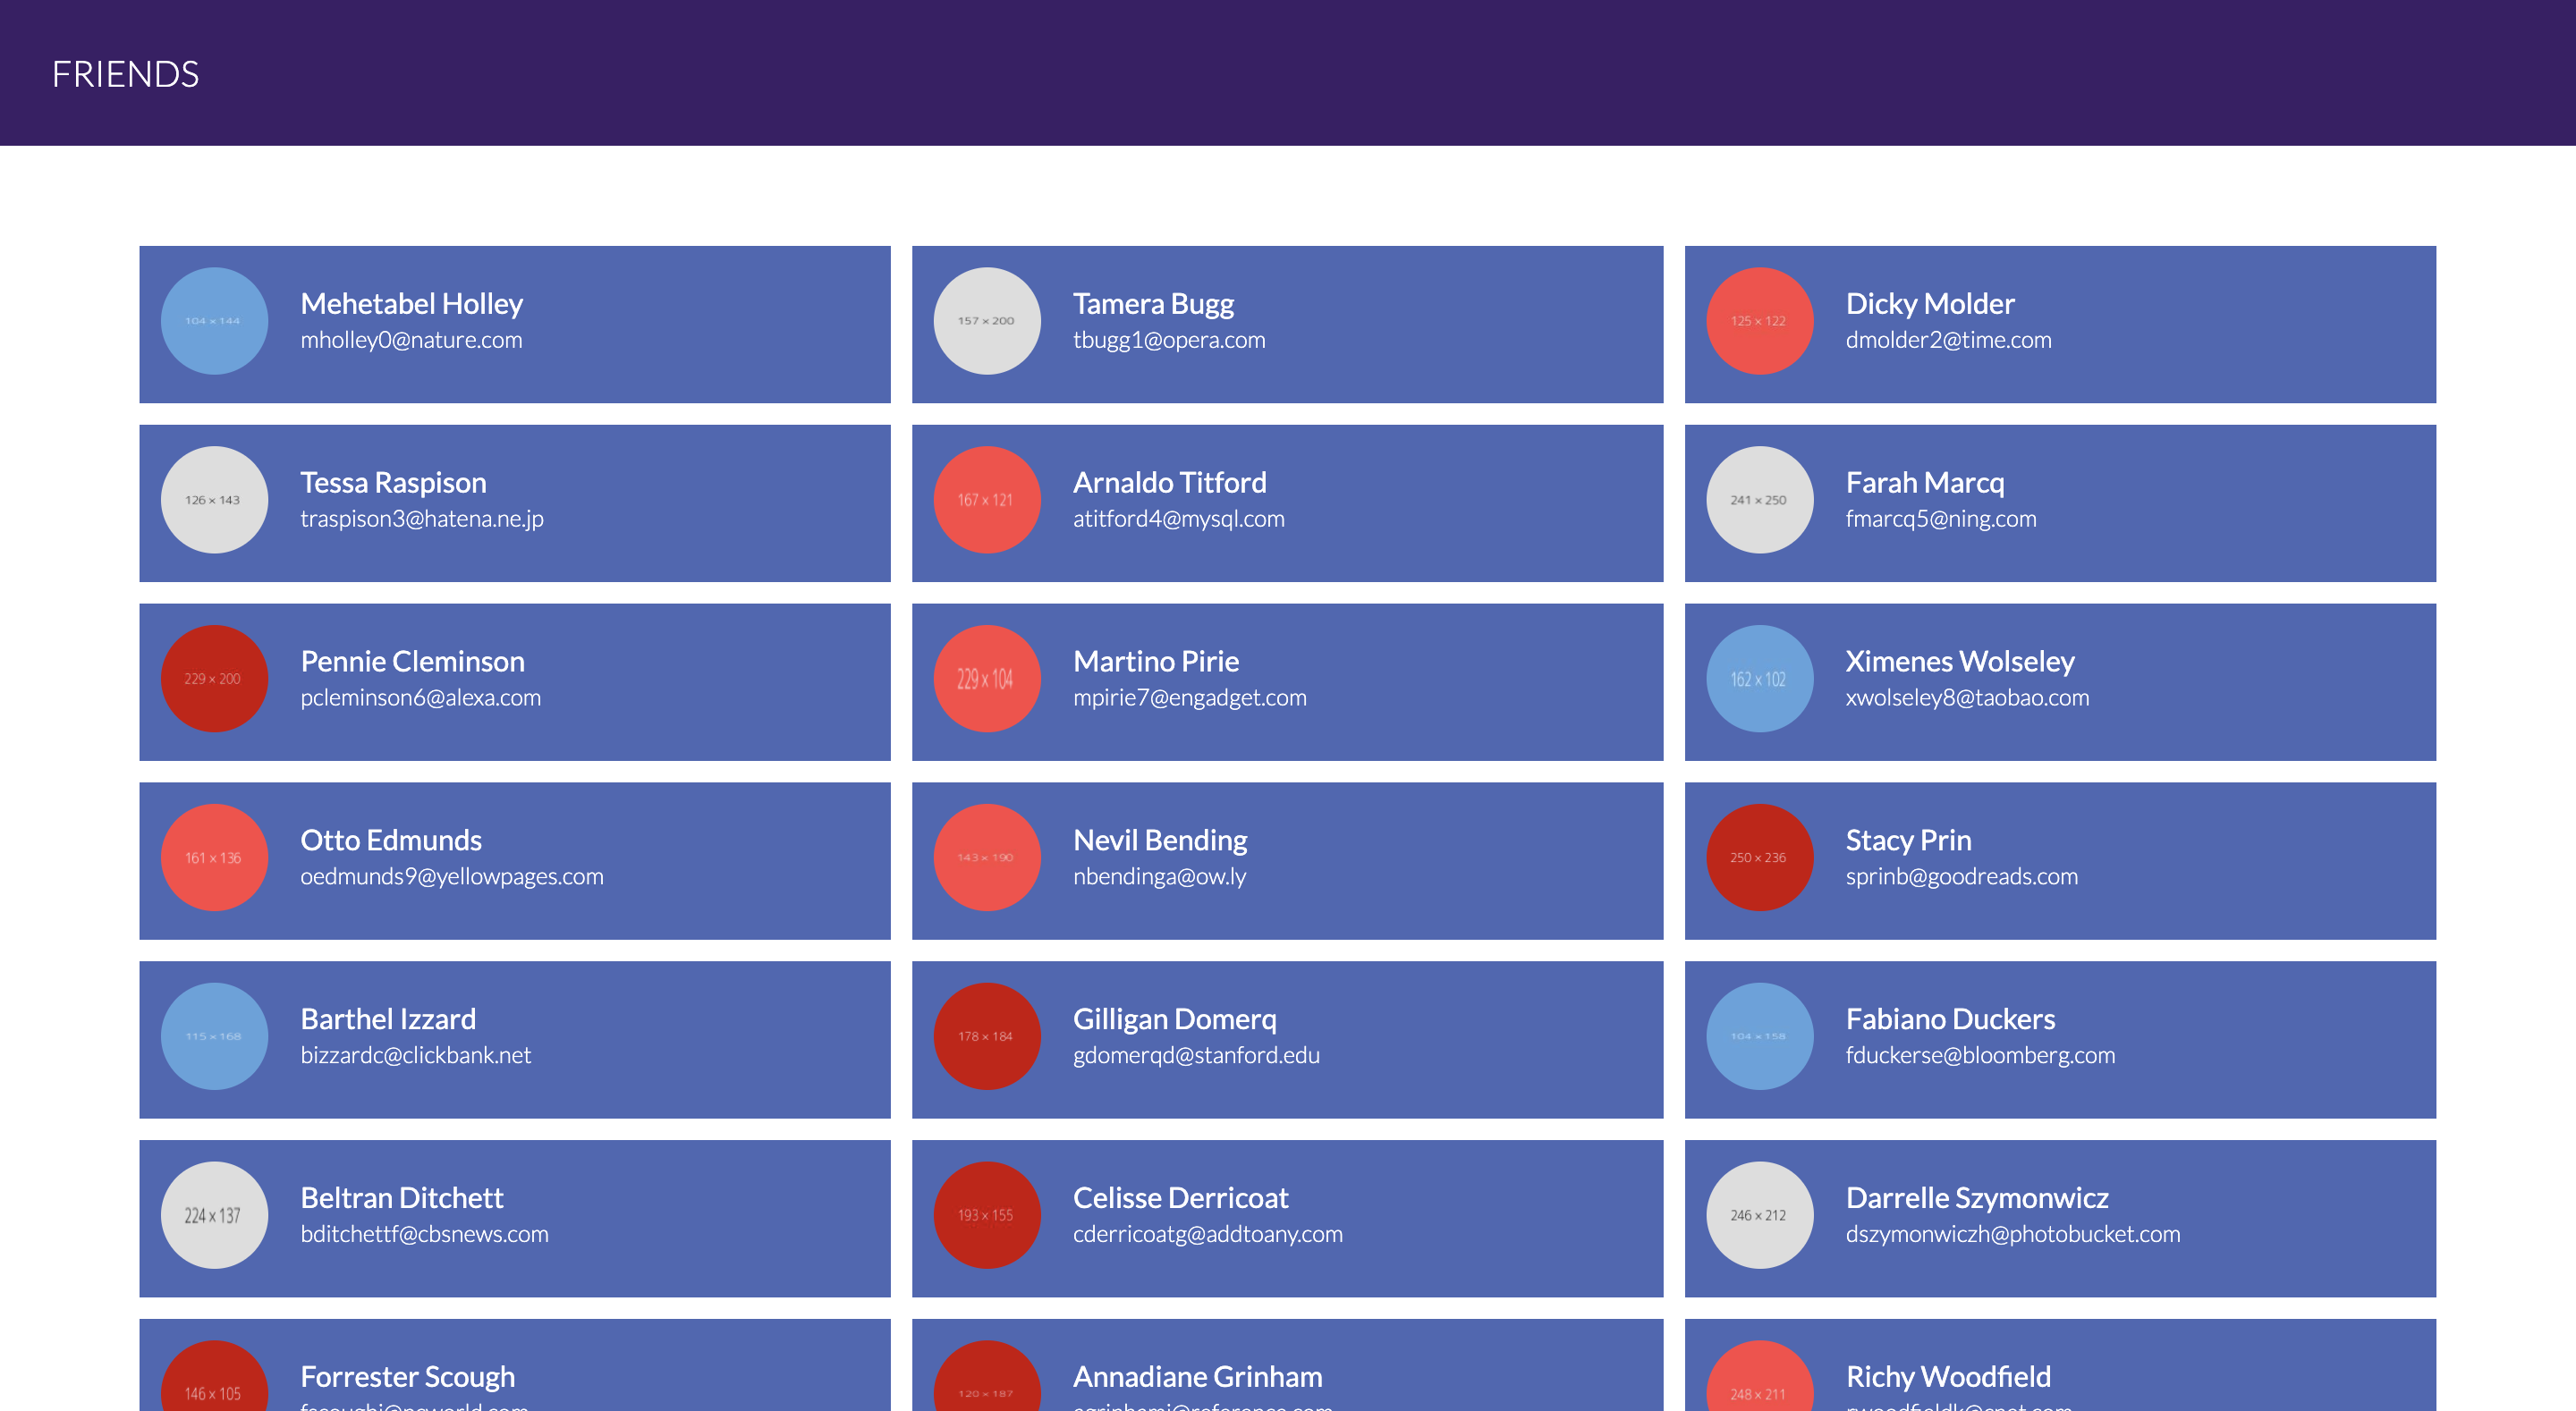 FRIENDS
104 × 144
Mehetabel Holley
mholley0@nature.com
157 × 200
Tamera Bugg
tbugg1@opera.com
125 × 122
Dicky Molder
dmolder2@time.com
126 × 143
Tessa Raspison
traspison3@hatena.ne.jp
167 × 121
Arnaldo Titford
atitford4@mysql.com
241 × 250
Farah Marcq
fmarcq5@ning.com
229 × 200
Pennie Cleminson
pcleminson6@alexa.com
229 × 104
Martino Pirie
mpirie7@engadget.com
162 × 102
Ximenes Wolseley
xwolseley8@taobao.com
161 × 136
Otto Edmunds
oedmunds9@yellowpages.com
143 × 190
Nevil Bending
nbendinga@ow.ly
250 × 236
Stacy Prin
sprinb@goodreads.com
115 × 168
Barthel Izzard
bizzardc@clickbank.net
178 × 184
Gilligan Domerq
gdomerqd@stanford.edu
104 × 158
Fabiano Duckers
fduckerse@bloomberg.com
224 × 137
Beltran Ditchett
bditchettf@cbsnews.com
193 × 155
Celisse Derricoat
cderricoatg@addtoany.com
246 × 212
Darrelle Szymonwicz
dszymonwiczh@photobucket.com
146 × 105
Forrester Scough
120 × 187
Annadiane Grinham
248 × 211
Richy Woodfield